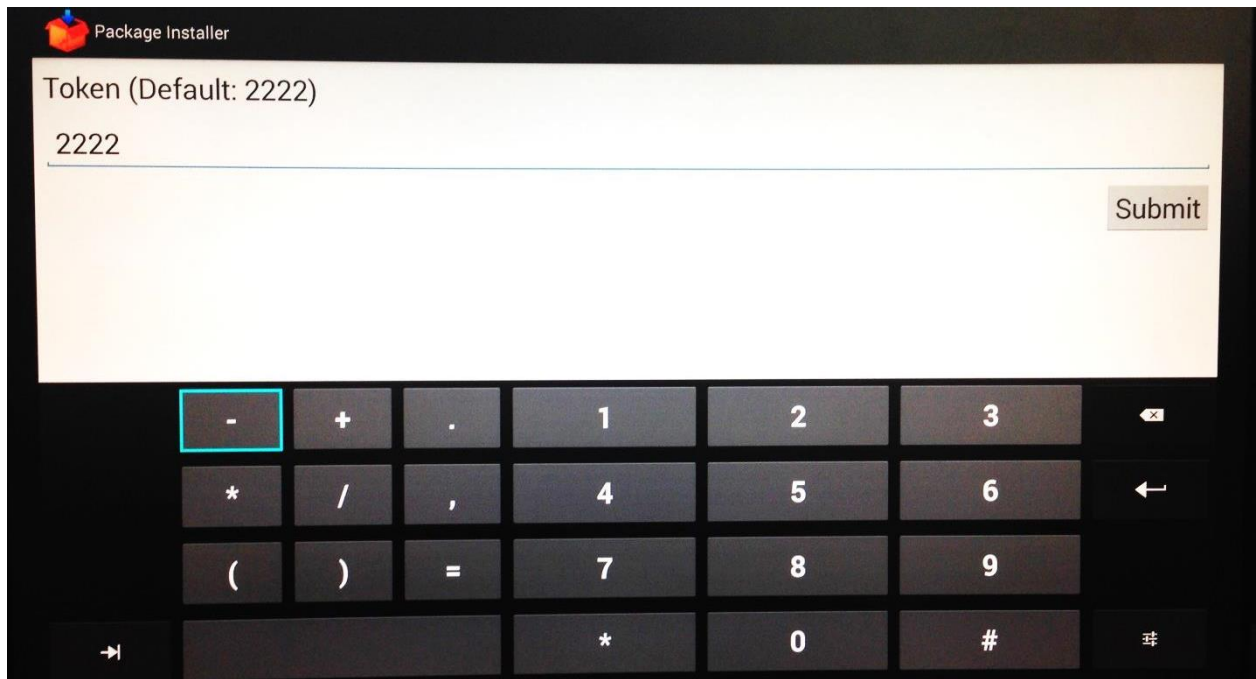 Package Installer
Token (Default: 2222)
2222
Submit
- + . 1 2 3
* / , 4 5 6
( ) = 7 8 9
* 0 #